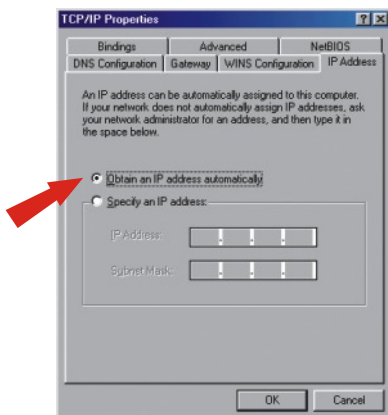 TCP/IP Properties
Bindings Advanced NetBIOS
DNS Configuration Gateway WINS Configuration IP Address
An IP address can be automatically assigned to this computer.
If your network does not automatically assign IP addresses, ask
your network administrator for an address, and then type it in
the space below.
Obtain an IP address automatically
Specify an IP address:
IP Address:
Subnet Mask:
OK Cancel